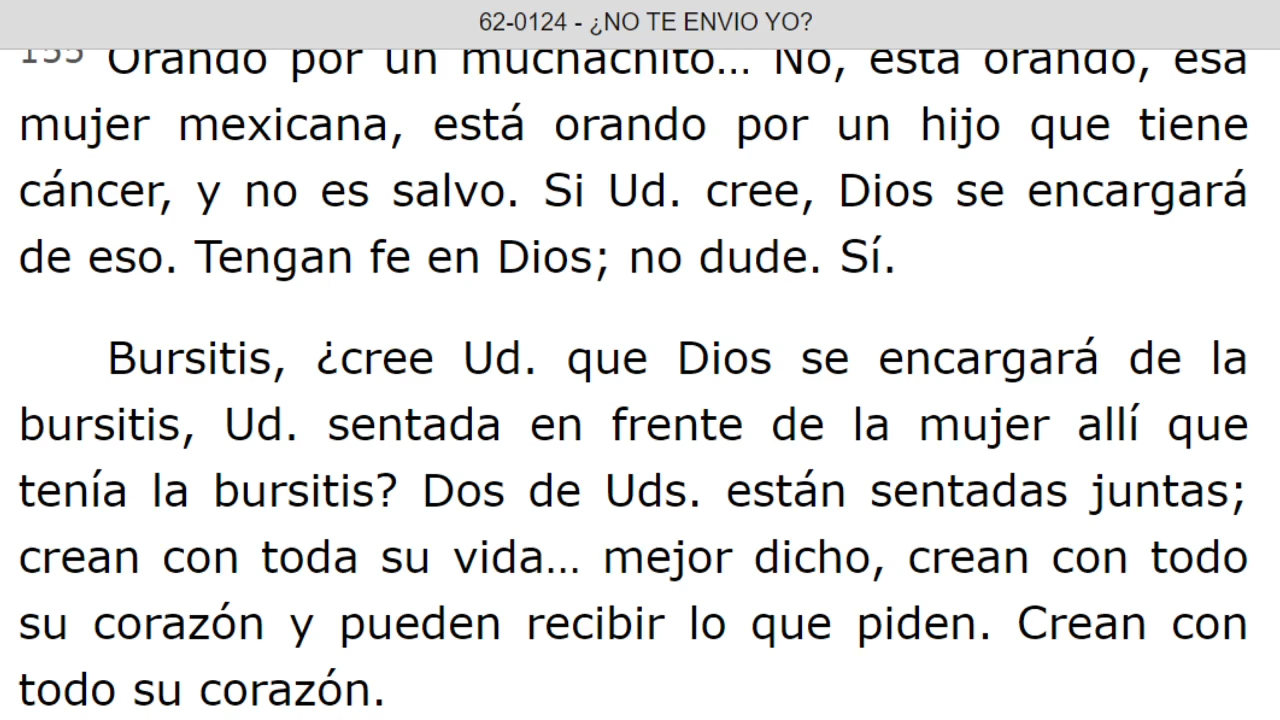 62-0124 - ¿NO TE ENVIO YO?
155 Orando por un muchachito... No, está orando, esa
mujer mexicana, está orando por un hijo que tiene
cáncer, y no es salvo. Si Ud. cree, Dios se encargará
de eso. Tengan fe en Dios; no dude. Sí.
Bursitis, ¿cree Ud. que Dios se encargará de la
bursitis, Ud. sentada en frente de la mujer allí que
tenía la bursitis? Dos de Uds. están sentadas juntas;
crean con toda su vida... mejor dicho, crean con todo
su corazón y pueden recibir lo que piden. Crean con
todo su corazón.